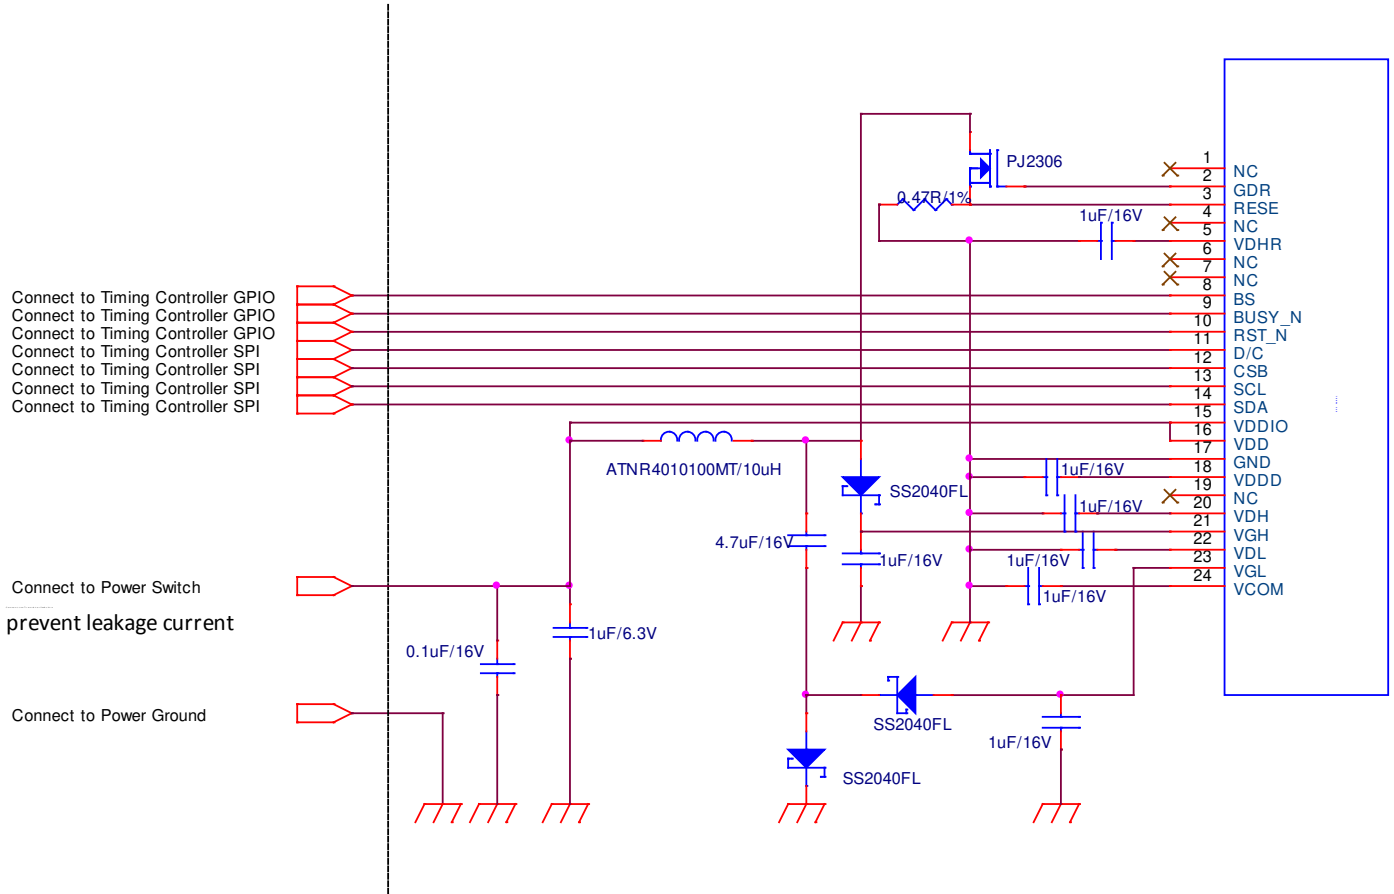 PJ2306
0.47R/1%
1uF/16V
1
NC
2
GDR
3
RESE
4
NC
5
VDHR
6
NC
7
NC
8
BS
9
BUSY_N
10
RST_N
11
D/C
12
CSB
13
SCL
14
SDA
15
VDDIO
16
VDD
17
GND
18
VDDD
19
NC
20
VDH
21
VGH
22
VDL
23
VGL
24
VCOM
Connect to Timing Controller GPIO
Connect to Timing Controller GPIO
Connect to Timing Controller GPIO
Connect to Timing Controller SPI
Connect to Timing Controller SPI
Connect to Timing Controller SPI
Connect to Timing Controller SPI
ATNR4010100MT/10uH
SS2040FL
1uF/16V
1uF/16V
4.7uF/16V
1uF/16V
1uF/16V
Connect to Power Switch
prevent leakage current
1uF/6.3V
0.1uF/16V
Connect to Power Ground
SS2040FL
1uF/16V
SS2040FL